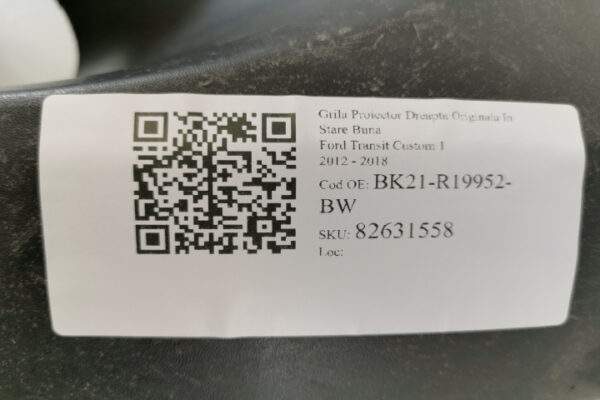 Grila Proiector Dreapta Originala In
Stare Buna
Ford Transit Custom 1
2012 - 2018
Cod OE: BK21-R19952-
BW
SKU: 82631558
Loc: